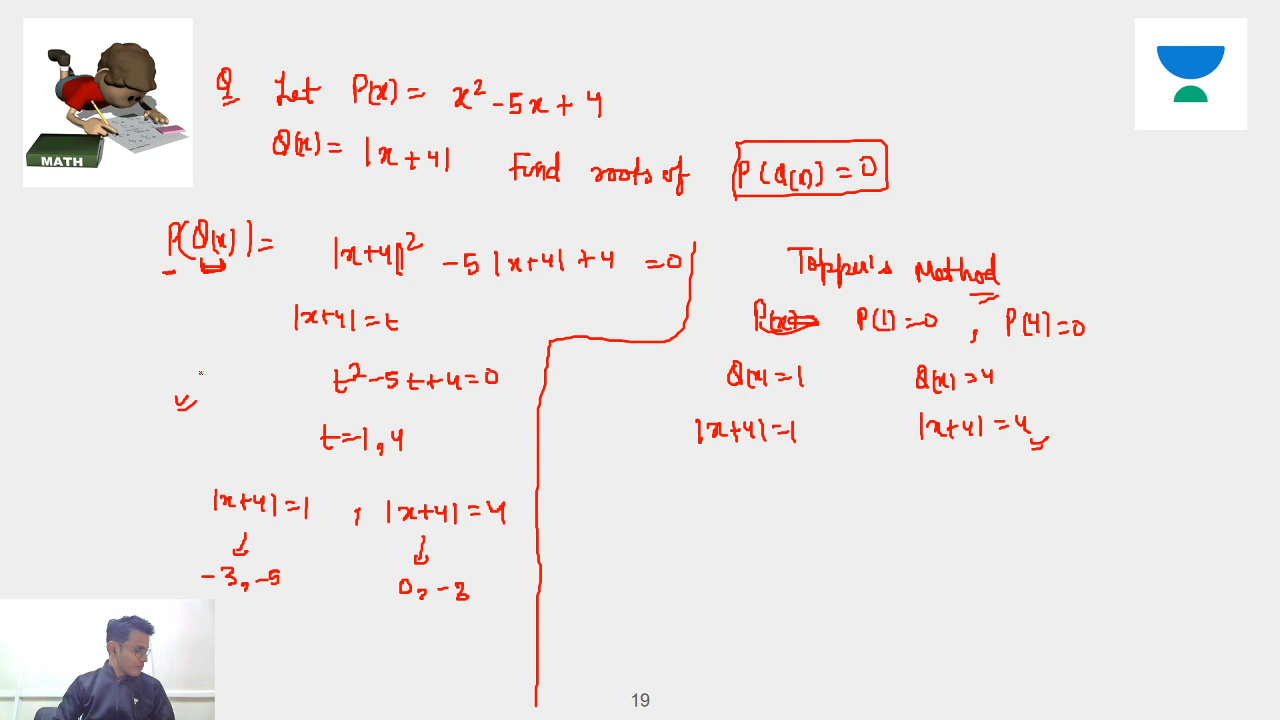 MATH
Q Let P(x) = x² - 5x + 4
Q(x) = |x + 4| Find roots of P(Q(x)) = 0
P(Q(x)) = |x+4|² - 5|x+4| + 4 = 0
|x+4| = t
t² - 5t + 4 = 0
t = 1, 4
|x+4| = 1 , |x+4| = 4
-3, -5 0, -8
Topper's Method
P(x)= P(1) = 0 , P(4) = 0
Q(x) = 1 Q(x) = 4
|x+4| = 1 |x+4| = 4
19